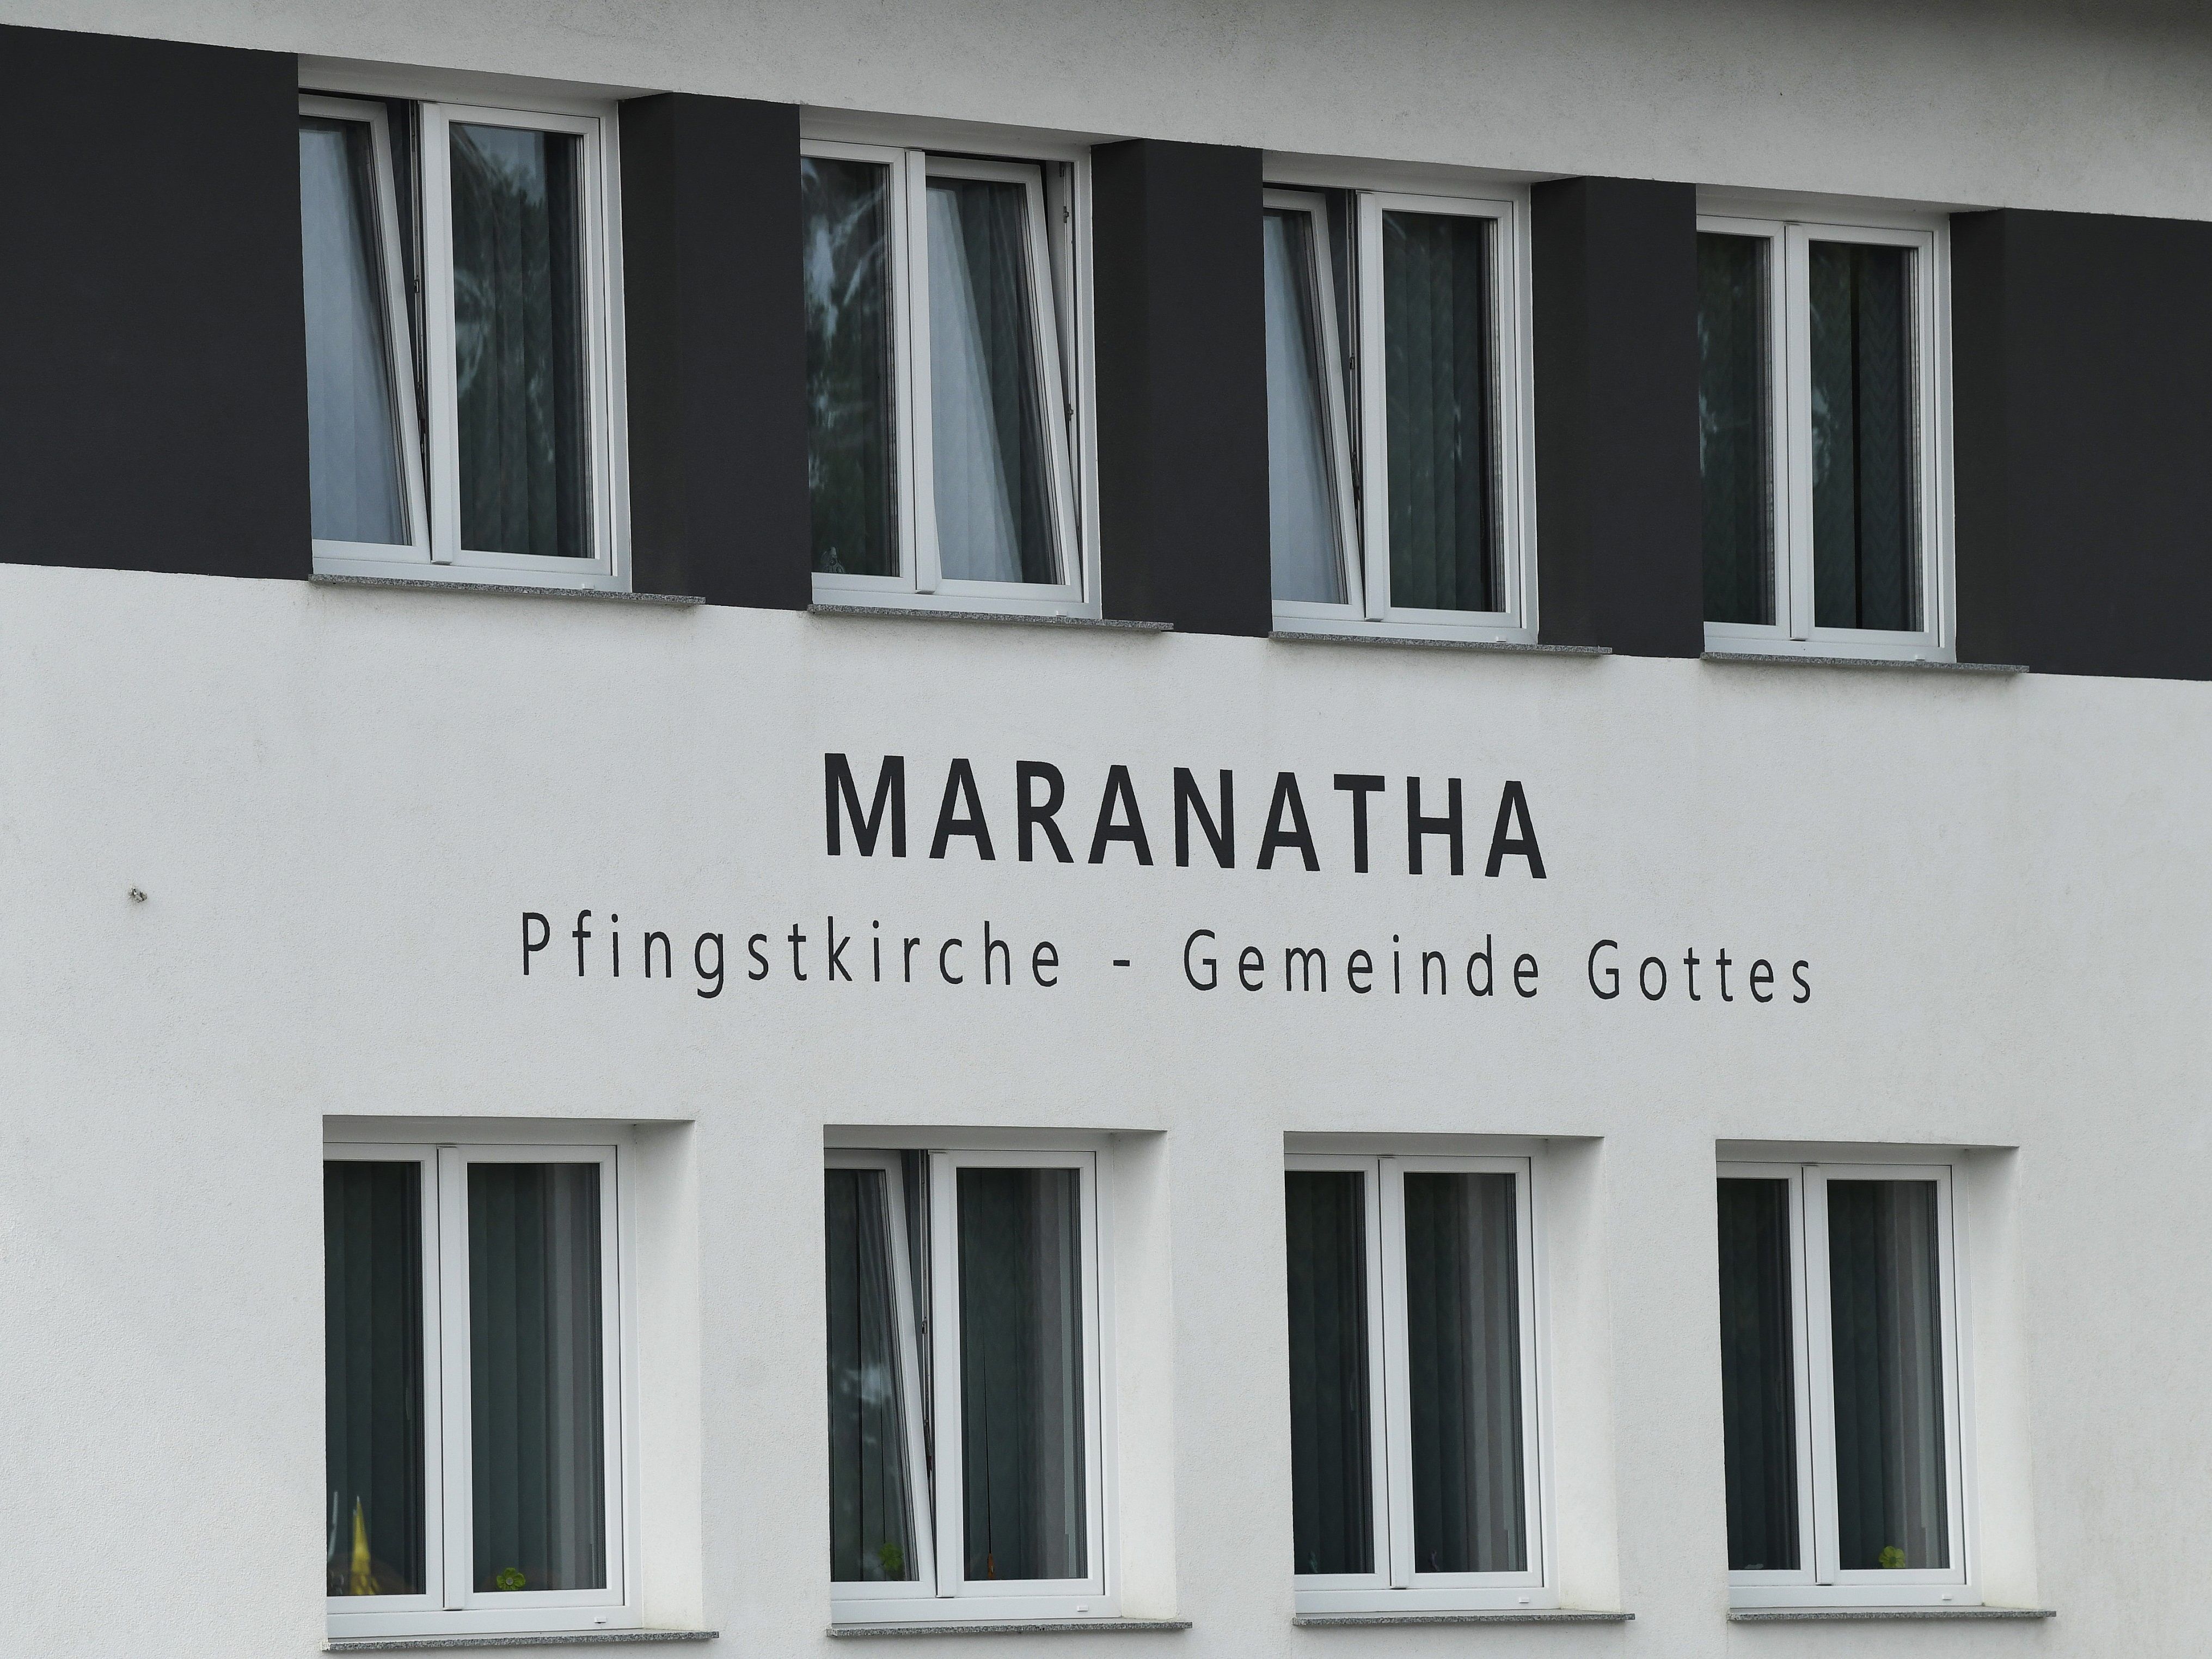 MARANATHA
Pfingstkirche - Gemeinde Gottes